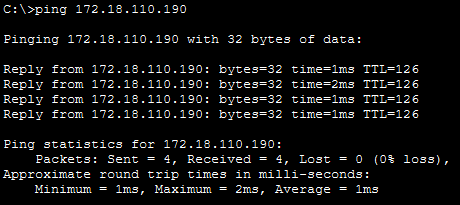 C:\>ping 172.18.110.190
Pinging 172.18.110.190 with 32 bytes of data:
Reply from 172.18.110.190: bytes=32 time=1ms TTL=126
Reply from 172.18.110.190: bytes=32 time=2ms TTL=126
Reply from 172.18.110.190: bytes=32 time=1ms TTL=126
Reply from 172.18.110.190: bytes=32 time=1ms TTL=126
Ping statistics for 172.18.110.190:
    Packets: Sent = 4, Received = 4, Lost = 0 (0% loss),
Approximate round trip times in milli-seconds:
    Minimum = 1ms, Maximum = 2ms, Average = 1ms